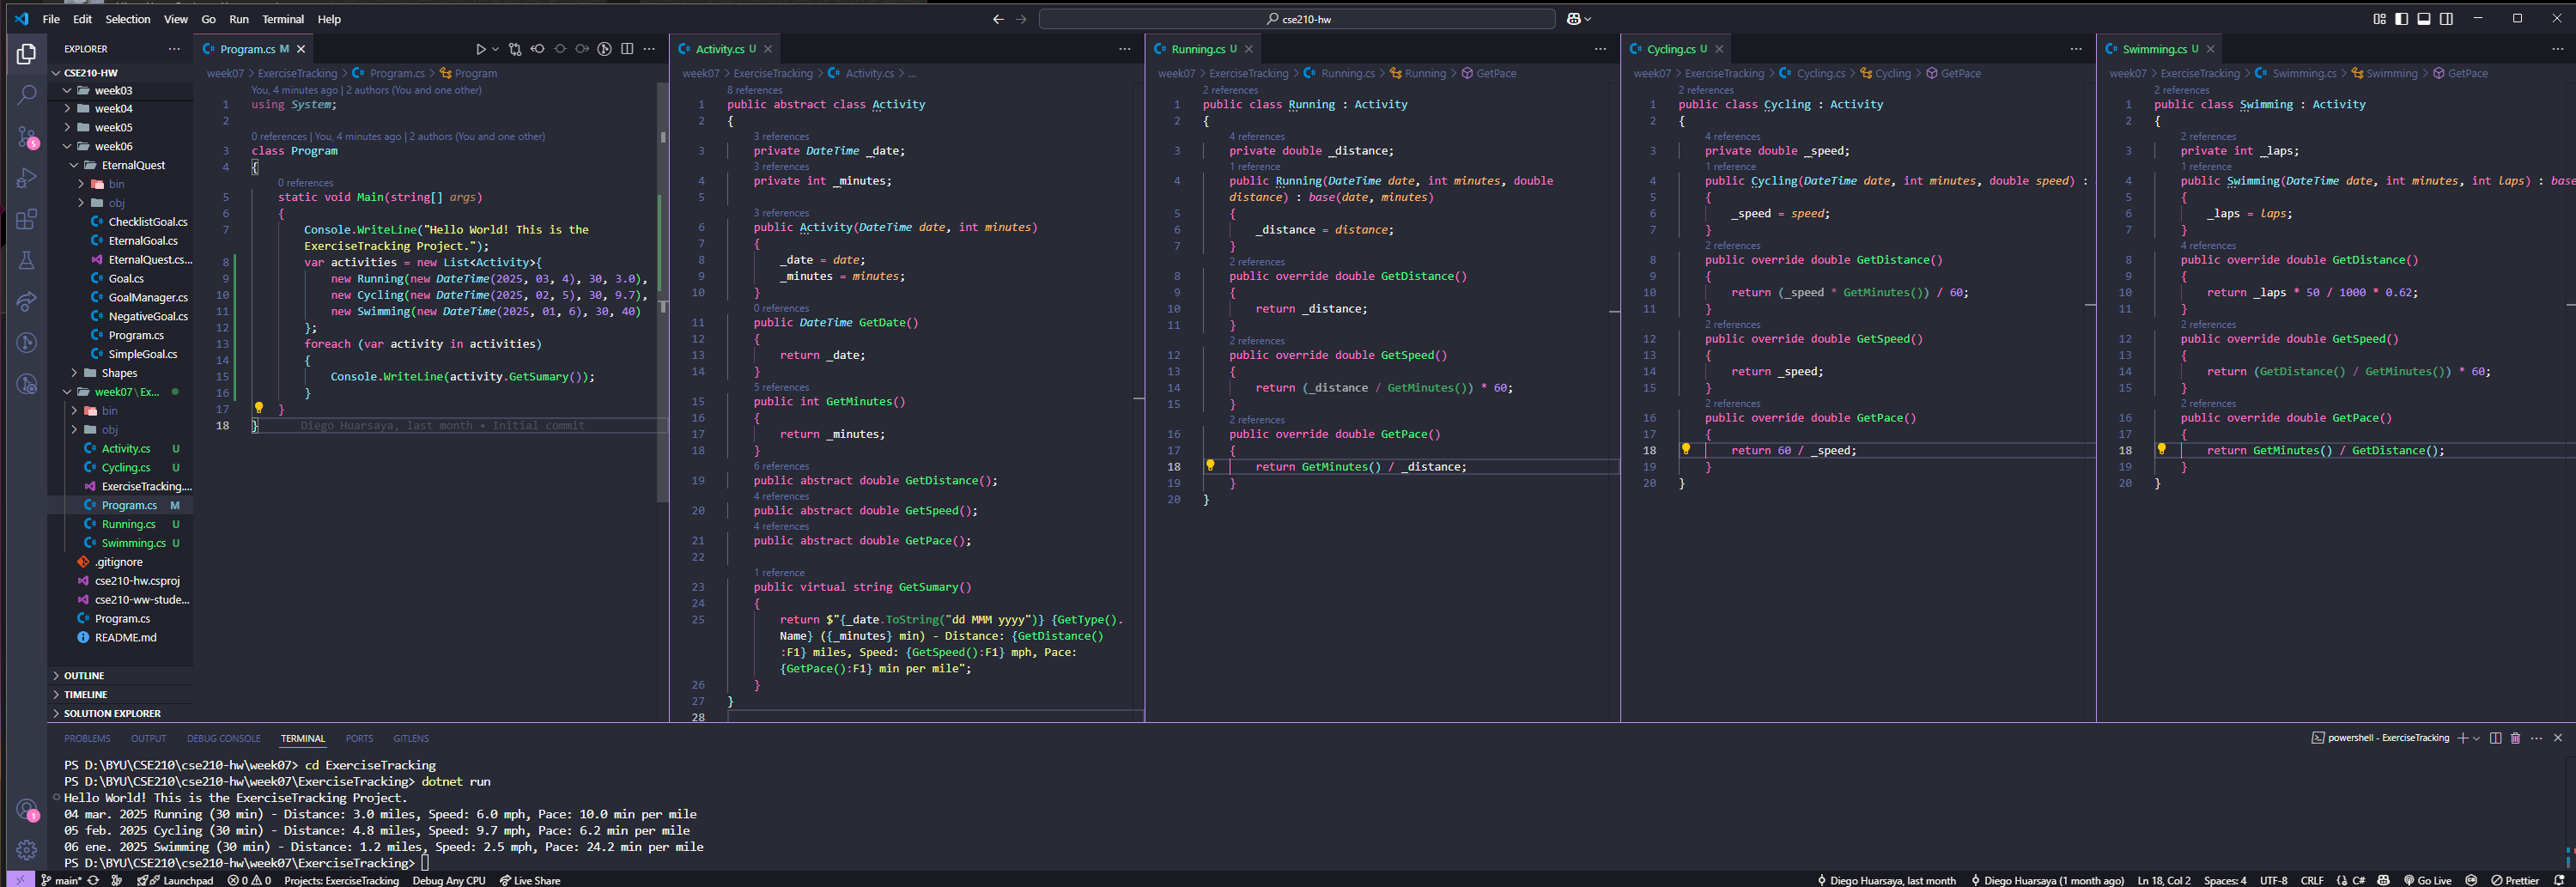 File Edit Selection View Go Run Terminal Help
cse210-hw
EXPLORER
CSE210-HW
week03
week04
week05
week06
EternalQuest
bin
obj
ChecklistGoal.cs
EternalGoal.cs
EternalQuest.cs...
Goal.cs
GoalManager.cs
NegativeGoal.cs
Program.cs
SimpleGoal.cs
Shapes
week07\Ex...
bin
obj
Activity.cs U
Cycling.cs U
ExerciseTracking....
Program.cs M
Running.cs U
Swimming.cs U
.gitignore
cse210-hw.csproj
cse210-ww-stude...
Program.cs
README.md
OUTLINE
TIMELINE
SOLUTION EXPLORER
5
1
Program.cs M
week07 > ExerciseTracking > Program.cs > Program
You, 4 minutes ago | 2 authors (You and one other)
1 using System;
2
0 references | You, 4 minutes ago | 2 authors (You and one other)
3 class Program
4 {
0 references
5 static void Main(string[] args)
6 {
7 Console.WriteLine("Hello World! This is the
ExerciseTracking Project.");
8 var activities = new List<Activity>{
9 new Running(new DateTime(2025, 03, 4), 30, 3.0),
10 new Cycling(new DateTime(2025, 02, 5), 30, 9.7),
11 new Swimming(new DateTime(2025, 01, 6), 30, 40)
12 };
13 foreach (var activity in activities)
14 {
15 Console.WriteLine(activity.GetSumary());
16 }
17 }
18 } Diego Huarsaya, last month • Initial commit
Activity.cs U
week07 > ExerciseTracking > Activity.cs > ...
8 references
1 public abstract class Activity
2 {
3 references
3 private DateTime _date;
3 references
4 private int _minutes;
5
3 references
6 public Activity(DateTime date, int minutes)
7 {
8 _date = date;
9 _minutes = minutes;
10 }
0 references
11 public DateTime GetDate()
12 {
13 return _date;
14 }
5 references
15 public int GetMinutes()
16 {
17 return _minutes;
18 }
6 references
19 public abstract double GetDistance();
4 references
20 public abstract double GetSpeed();
4 references
21 public abstract double GetPace();
22
1 reference
23 public virtual string GetSumary()
24 {
25 return $"{_date.ToString("dd MMM yyyy")} {GetType().
Name} ({_minutes} min) - Distance: {GetDistance()
:F1} miles, Speed: {GetSpeed():F1} mph, Pace:
{GetPace():F1} min per mile";
26 }
27 }
28
Running.cs U
week07 > ExerciseTracking > Running.cs > Running > GetPace
2 references
1 public class Running : Activity
2 {
4 references
3 private double _distance;
1 reference
4 public Running(DateTime date, int minutes, double
distance) : base(date, minutes)
5 {
6 _distance = distance;
7 }
2 references
8 public override double GetDistance()
9 {
10 return _distance;
11 }
2 references
12 public override double GetSpeed()
13 {
14 return (_distance / GetMinutes()) * 60;
15 }
2 references
16 public override double GetPace()
17 {
18 return GetMinutes() / _distance;
19 }
20 }
Cycling.cs U
week07 > ExerciseTracking > Cycling.cs > Cycling > GetPace
2 references
1 public class Cycling : Activity
2 {
4 references
3 private double _speed;
1 reference
4 public Cycling(DateTime date, int minutes, double speed) :
5 {
6 _speed = speed;
7 }
2 references
8 public override double GetDistance()
9 {
10 return (_speed * GetMinutes()) / 60;
11 }
2 references
12 public override double GetSpeed()
13 {
14 return _speed;
15 }
2 references
16 public override double GetPace()
17 {
18 return 60 / _speed;
19 }
20 }
Swimming.cs U
week07 > ExerciseTracking > Swimming.cs > Swimming > GetPace
2 references
1 public class Swimming : Activity
2 {
2 references
3 private int _laps;
1 reference
4 public Swimming(DateTime date, int minutes, int laps) : base
5 {
6 _laps = laps;
7 }
4 references
8 public override double GetDistance()
9 {
10 return _laps * 50 / 1000 * 0.62;
11 }
2 references
12 public override double GetSpeed()
13 {
14 return (GetDistance() / GetMinutes()) * 60;
15 }
2 references
16 public override double GetPace()
17 {
18 return GetMinutes() / GetDistance();
19 }
20 }
PROBLEMS OUTPUT DEBUG CONSOLE TERMINAL PORTS GITLENS
powershell - ExerciseTracking
PS D:\BYU\CSE210\cse210-hw\week07> cd ExerciseTracking
PS D:\BYU\CSE210\cse210-hw\week07\ExerciseTracking> dotnet run
Hello World! This is the ExerciseTracking Project.
04 mar. 2025 Running (30 min) - Distance: 3.0 miles, Speed: 6.0 mph, Pace: 10.0 min per mile
05 feb. 2025 Cycling (30 min) - Distance: 4.8 miles, Speed: 9.7 mph, Pace: 6.2 min per mile
06 ene. 2025 Swimming (30 min) - Distance: 1.2 miles, Speed: 2.5 mph, Pace: 24.2 min per mile
PS D:\BYU\CSE210\cse210-hw\week07\ExerciseTracking>
main* Launchpad 0 0 Projects: ExerciseTracking Debug Any CPU Live Share
Diego Huarsaya, last month Diego Huarsaya (1 month ago) Ln 18, Col 2 Spaces: 4 UTF-8 CRLF {} C# Go Live Prettier